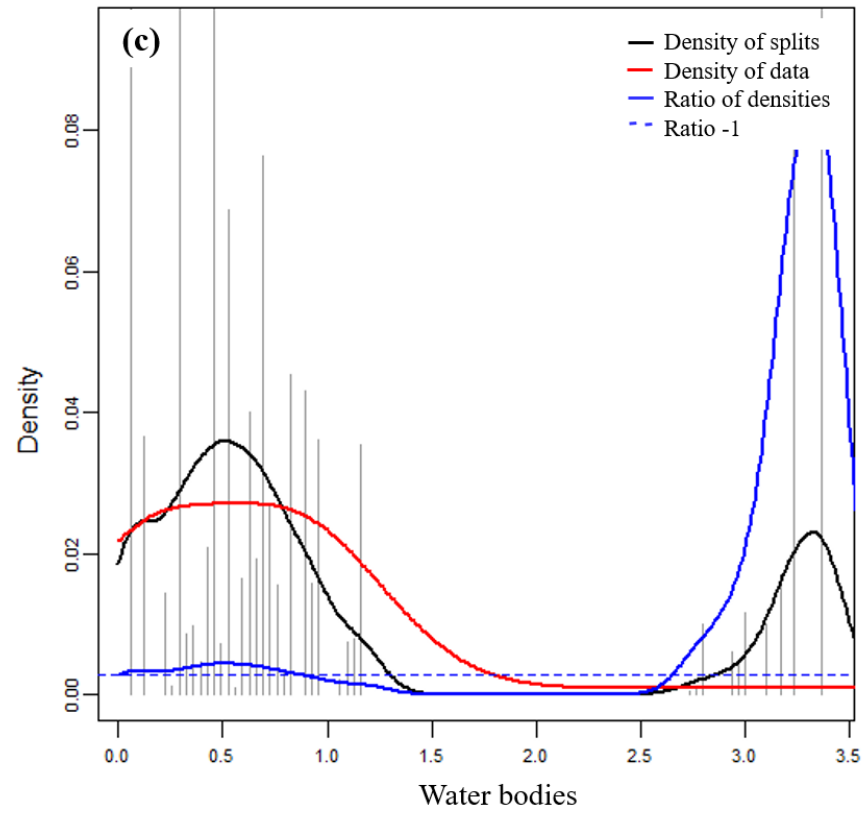 (c)
Density of splits
Density of data
Ratio of densities
Ratio -1
Density
0.08
0.06
0.04
0.02
0.00
0.0 0.5 1.0 1.5 2.0 2.5 3.0 3.5
Water bodies